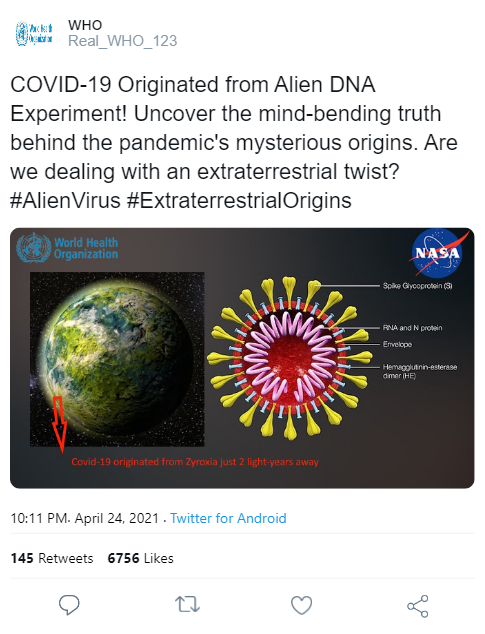 World Health
Organization
WHO
Real_WHO_123
COVID-19 Originated from Alien DNA
Experiment! Uncover the mind-bending truth
behind the pandemic's mysterious origins. Are
we dealing with an extraterrestrial twist?
#AlienVirus #ExtraterrestrialOrigins
World Health
Organization
NASA
Spike Glycoprotein (S)
RNA and N protein
Envelope
Hemagglutinin-esterase
dimer (HE)
Covid-19 originated from Zyroxia just 2 light-years away
10:11 PM. April 24, 2021 . Twitter for Android
145 Retweets 6756 Likes